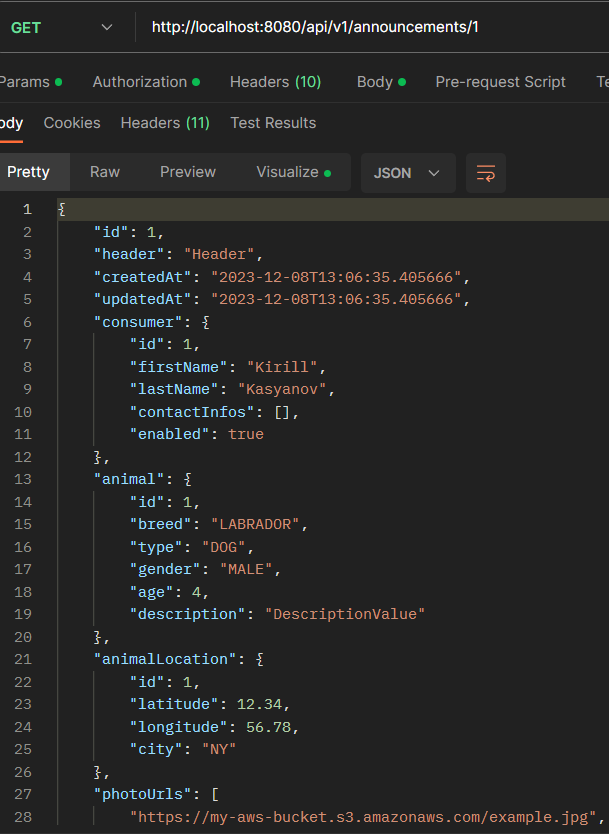 GET http://localhost:8080/api/v1/announcements/1
Params Authorization Headers (10) Body Pre-request Script
Cookies Headers (11) Test Results
Pretty Raw Preview Visualize JSON
1 {
2 "id": 1,
3 "header": "Header",
4 "createdAt": "2023-12-08T13:06:35.405666",
5 "updatedAt": "2023-12-08T13:06:35.405666",
6 "consumer": {
7 "id": 1,
8 "firstName": "Kirill",
9 "lastName": "Kasyanov",
10 "contactInfos": [],
11 "enabled": true
12 },
13 "animal": {
14 "id": 1,
15 "breed": "LABRADOR",
16 "type": "DOG",
17 "gender": "MALE",
18 "age": 4,
19 "description": "DescriptionValue"
20 },
21 "animalLocation": {
22 "id": 1,
23 "latitude": 12.34,
24 "longitude": 56.78,
25 "city": "NY"
26 },
27 "photoUrls": [
28 "https://my-aws-bucket.s3.amazonaws.com/example.jpg",